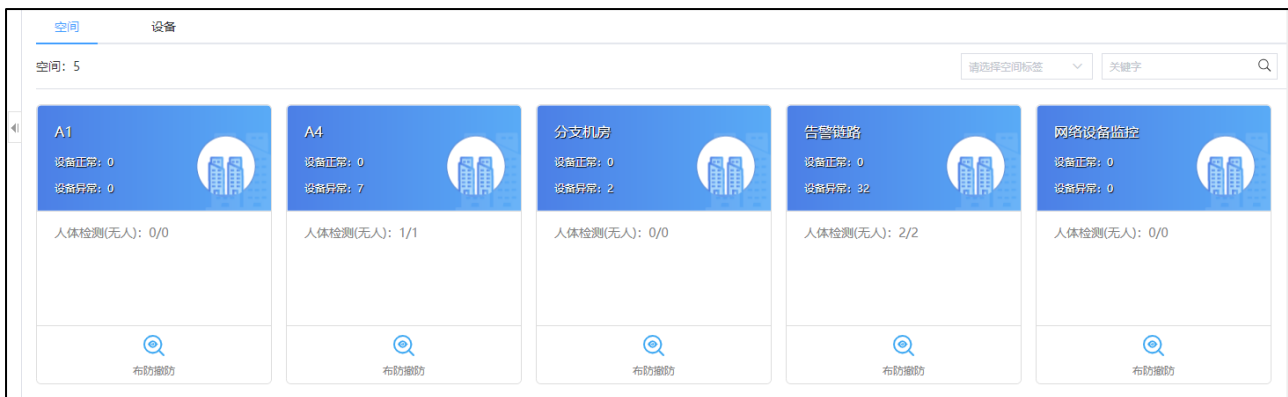 空间 设备
空间: 5 请选择空间标签 关键字
A1 A4 分支机房 告警链路 网络设备监控
设备正常: 0 设备正常: 0 设备正常: 0 设备正常: 0 设备正常: 0
设备异常: 0 设备异常: 7 设备异常: 2 设备异常: 32 设备异常: 0
人体检测(无人): 0/0 人体检测(无人): 1/1 人体检测(无人): 0/0 人体检测(无人): 2/2 人体检测(无人): 0/0
布防撤防 布防撤防 布防撤防 布防撤防 布防撤防